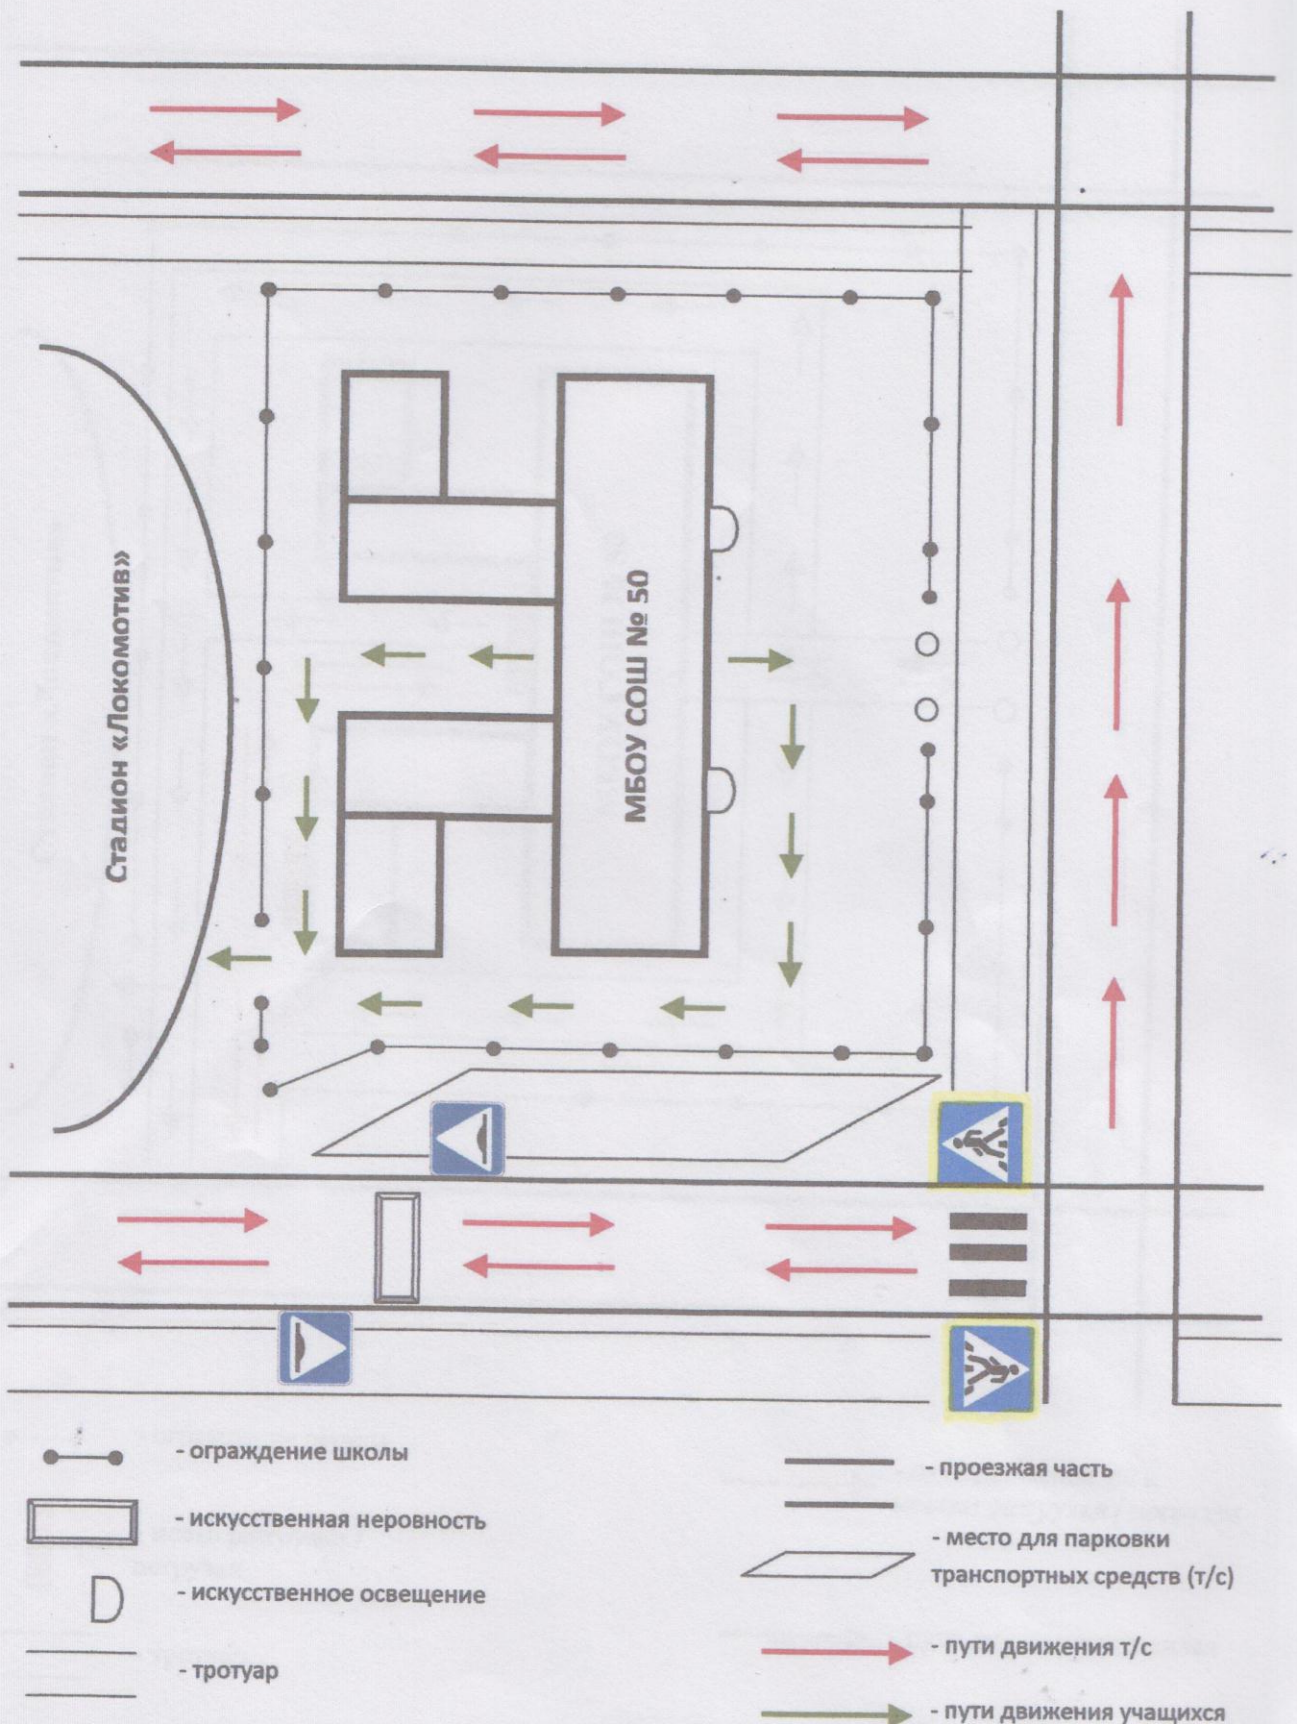 Стадион «Локомотив»
МБОУ СОШ № 50
- ограждение школы
- искусственная неровность
- искусственное освещение
- тротуар
- проезжая часть
- место для парковки
транспортных средств (т/с)
- пути движения т/с
- пути движения учащихся